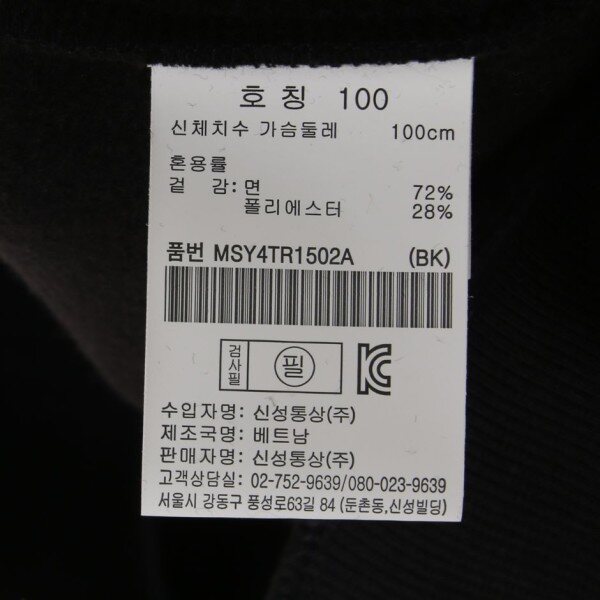 호 칭 100
신체치수 가슴둘레 100cm
혼용률
겉 감: 면 72%
폴리에스터 28%
품번 MSY4TR1502A (BK)
검사필 필 KC
수입자명: 신성통상(주)
제조국명: 베트남
판매자명: 신성통상(주)
고객상담실: 02-752-9639/080-023-9639
서울시 강동구 풍성로63길 84 (둔촌동,신성빌딩)